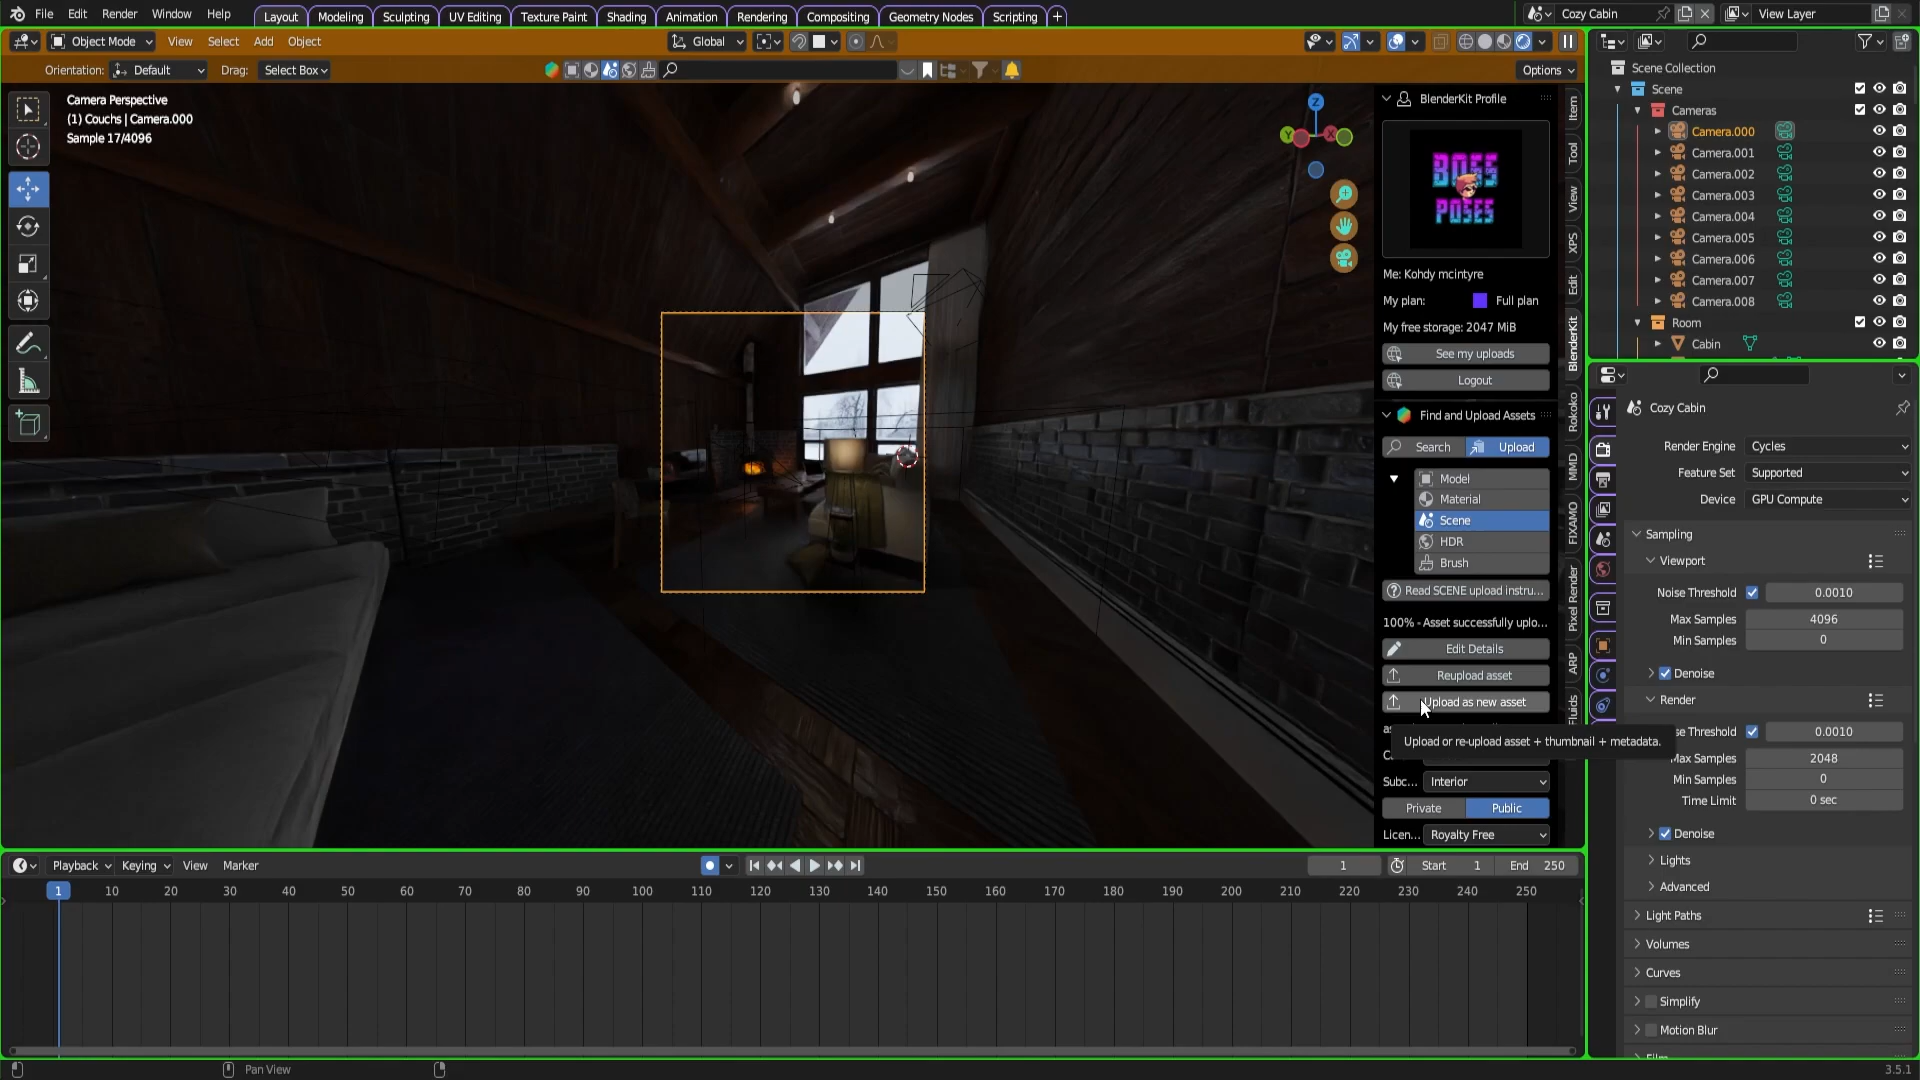 File Edit Render Window Help
Layout Modeling Sculpting UV Editing Texture Paint Shading Animation Rendering Compositing Geometry Nodes Scripting +
Cozy Cabin
View Layer
Object Mode View Select Add Object
Global
Orientation: Default Drag: Select Box
Options
Camera Perspective
(1) Couchs | Camera.000
Sample 17/4096
Z
Y
X
BlenderKit Profile
BOSS
POSES
Me: Kohdy mcintyre
My plan: Full plan
My free storage: 2047 MiB
See my uploads
Logout
Find and Upload Assets
Search Upload
Model
Material
Scene
HDR
Brush
Read SCENE upload instru...
100% - Asset successfully uplo...
Edit Details
Reupload asset
Upload as new asset
Upload or re-upload asset + thumbnail + metadata.
Subc... Interior
Private Public
Licen... Royalty Free
Item
Tool
View
XPS
Edit
BlenderKit
Rokoko
MMD
FIXAMO
Pixel Render
ARP
Fluids
Scene Collection
Scene
Cameras
Camera.000
Camera.001
Camera.002
Camera.003
Camera.004
Camera.005
Camera.006
Camera.007
Camera.008
Room
Cabin
Cozy Cabin
Render Engine Cycles
Feature Set Supported
Device GPU Compute
Sampling
Viewport
Noise Threshold 0.0010
Max Samples 4096
Min Samples 0
Denoise
Render
se Threshold 0.0010
Max Samples 2048
Min Samples 0
Time Limit 0 sec
Denoise
Lights
Advanced
Light Paths
Volumes
Curves
Simplify
Motion Blur
Playback Keying View Marker
1 Start 1 End 250
1 10 20 30 40 50 60 70 80 90 100 110 120 130 140 150 160 170 180 190 200 210 220 230 240 250
Pan View
3.5.1